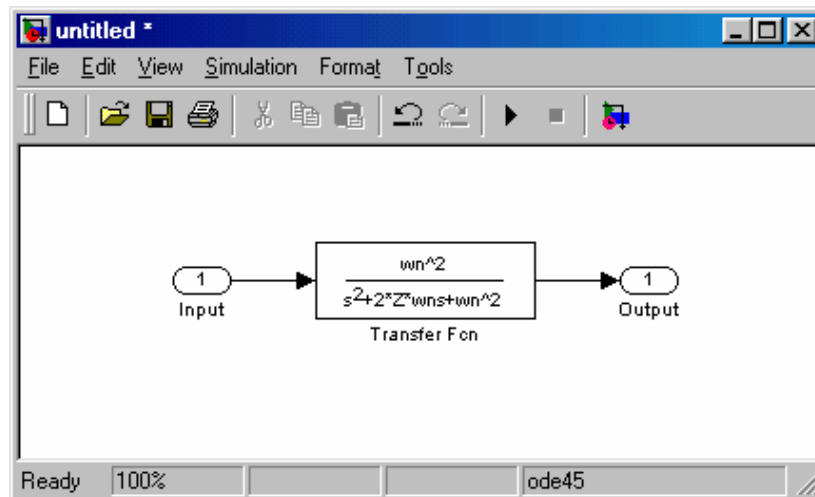 untitled *
File Edit View Simulation Format Tools
wn^2
1
s2+2*Z*wns+wn^2
1
Input
Output
Transfer Fcn
Ready 100% ode45